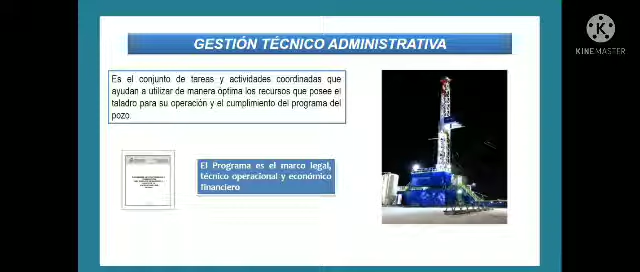 GESTIÓN TÉCNICO ADMINISTRATIVA
KINEMASTER
Es el conjunto de tareas y actividades coordinadas que
ayudan a utilizar de manera óptima los recursos que posee el
taladro para su operación y el cumplimiento del programa del
pozo.
El Programa es el marco legal,
técnico operacional y económico
financiero